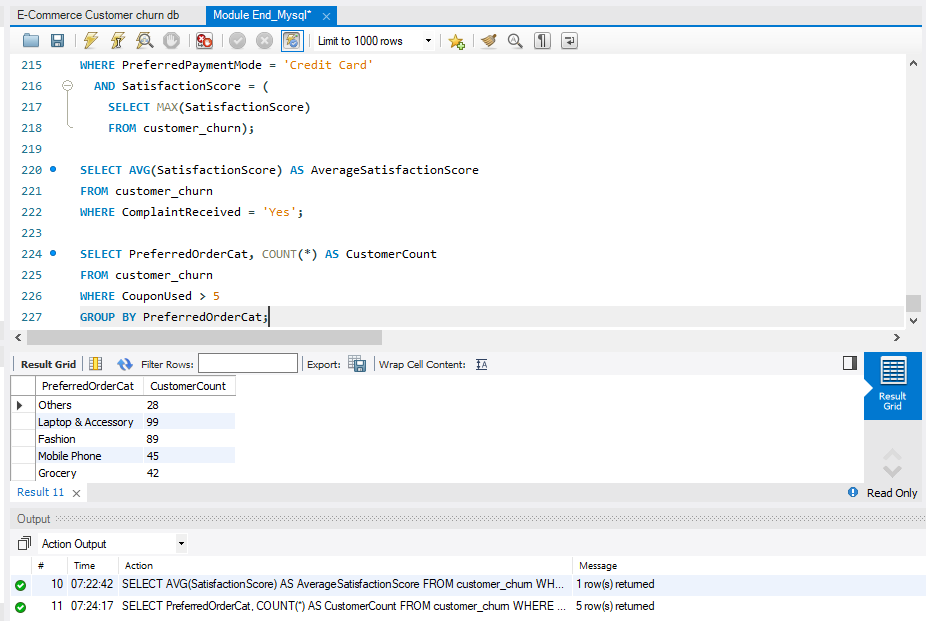 E-Commerce Customer churn db
Module End_Mysql* ×
Limit to 1000 rows
215 WHERE PreferredPaymentMode = 'Credit Card'
216 AND SatisfactionScore = (
217 SELECT MAX(SatisfactionScore)
218 FROM customer_churn);
219
220 SELECT AVG(SatisfactionScore) AS AverageSatisfactionScore
221 FROM customer_churn
222 WHERE ComplaintReceived = 'Yes';
223
224 SELECT PreferredOrderCat, COUNT(*) AS CustomerCount
225 FROM customer_churn
226 WHERE CouponUsed > 5
227 GROUP BY PreferredOrderCat;
Result Grid Filter Rows: Export: Wrap Cell Content: IA
PreferredOrderCat CustomerCount
Others 28
Laptop & Accessory 99
Fashion 89
Mobile Phone 45
Grocery 42
Result
Grid
Result 11 × Read Only
Output
Action Output
# Time Action Message
10 07:22:42 SELECT AVG(SatisfactionScore) AS AverageSatisfactionScore FROM customer_churn WH... 1 row(s) returned
11 07:24:17 SELECT PreferredOrderCat, COUNT(*) AS CustomerCount FROM customer_churn WHERE ... 5 row(s) returned